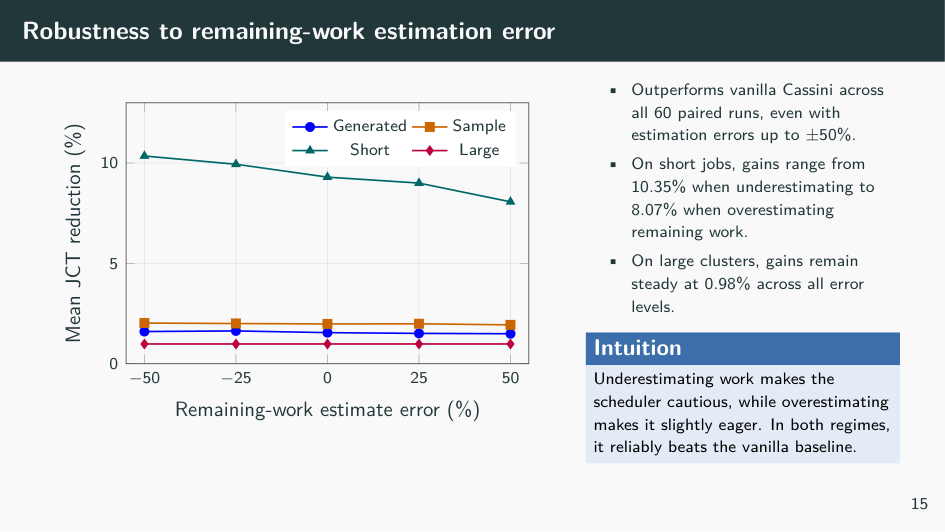 Robustness to remaining-work estimation error
Mean JCT reduction (%)
10
5
0
Generated
Sample
Short
Large
−50
−25
0
25
50
Remaining-work estimate error (%)
▪ Outperforms vanilla Cassini across
all 60 paired runs, even with
estimation errors up to ±50%.
▪ On short jobs, gains range from
10.35% when underestimating to
8.07% when overestimating
remaining work.
▪ On large clusters, gains remain
steady at 0.98% across all error
levels.
Intuition
Underestimating work makes the
scheduler cautious, while overestimating
makes it slightly eager. In both regimes,
it reliably beats the vanilla baseline.
15